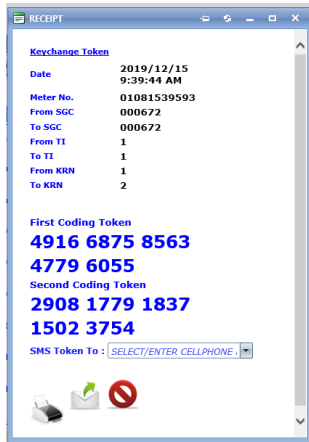 RECEIPT
Keychange Token
Date 2019/12/15
9:39:44 AM
Meter No. 01081539593
From SGC 000672
To SGC 000672
From TI 1
To TI 1
From KRN 1
To KRN 2
First Coding Token
4916 6875 8563
4779 6055
Second Coding Token
2908 1779 1837
1502 3754
SMS Token To : SELECT/ENTER CELLPHONE